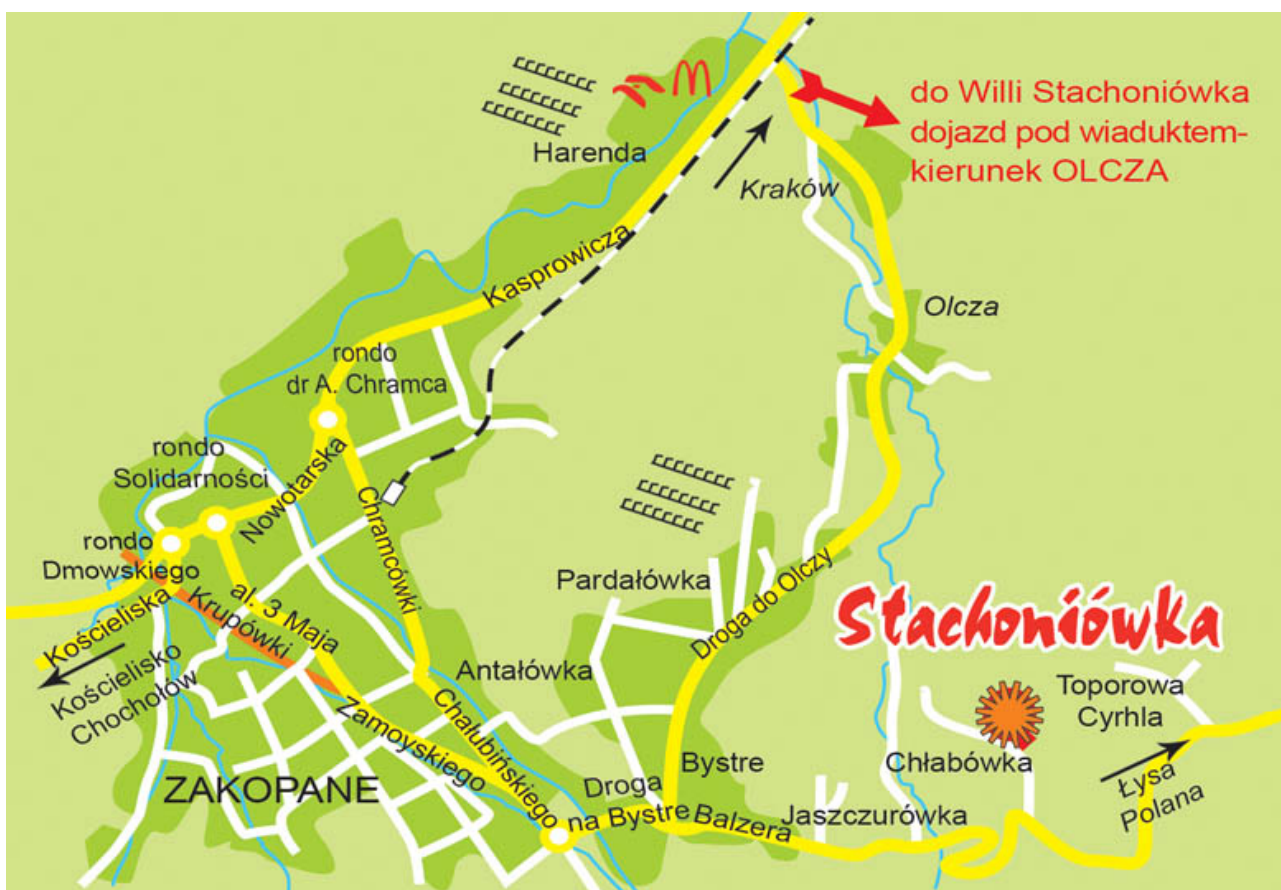 do Willi Stachoniówka
dojazd pod wiaduktem-
kierunek OLCZA
Harenda
Kraków
Kasprowicza
Olcza
rondo
dr A. Chramca
rondo
Solidarności
Nowotarska
Chramcówki
rondo
Dmowskiego
Kościeliska
Krupówki
al. 3 Maja
Kościelisko
Chochołów
Zamoyskiego
Chałubińskiego
ZAKOPANE
Antałówka
Pardałówka
Droga do Olczy
Stachoniówka
Toporowa
Cyrhla
Chłabówka
Bystre
Droga
na Bystre
Balzera
Jaszczurówka
Łysa
Polana